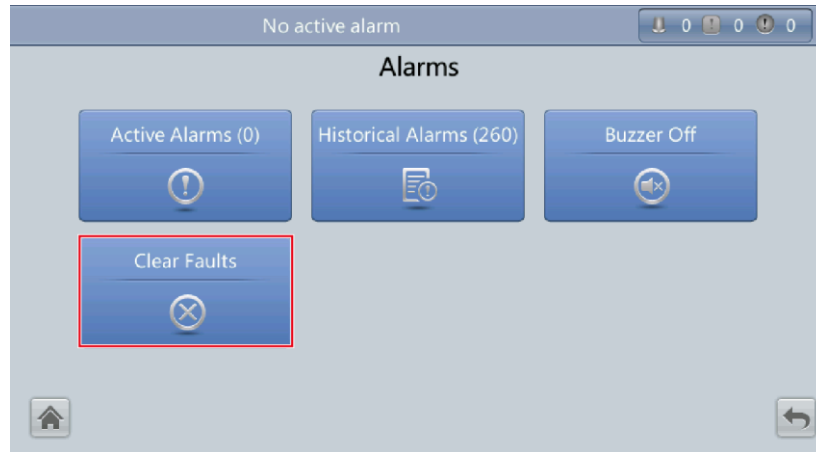 No active alarm
0 0 0
Alarms
Active Alarms (0)
Historical Alarms (260)
Buzzer Off
Clear Faults